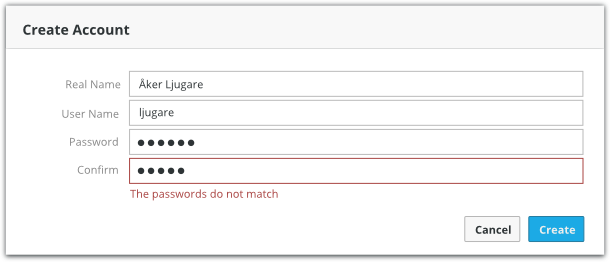 Create Account
Real Name Åker Ljugare
User Name ljugare
Password ●●●●●●
Confirm ●●●●●
The passwords do not match
Cancel Create